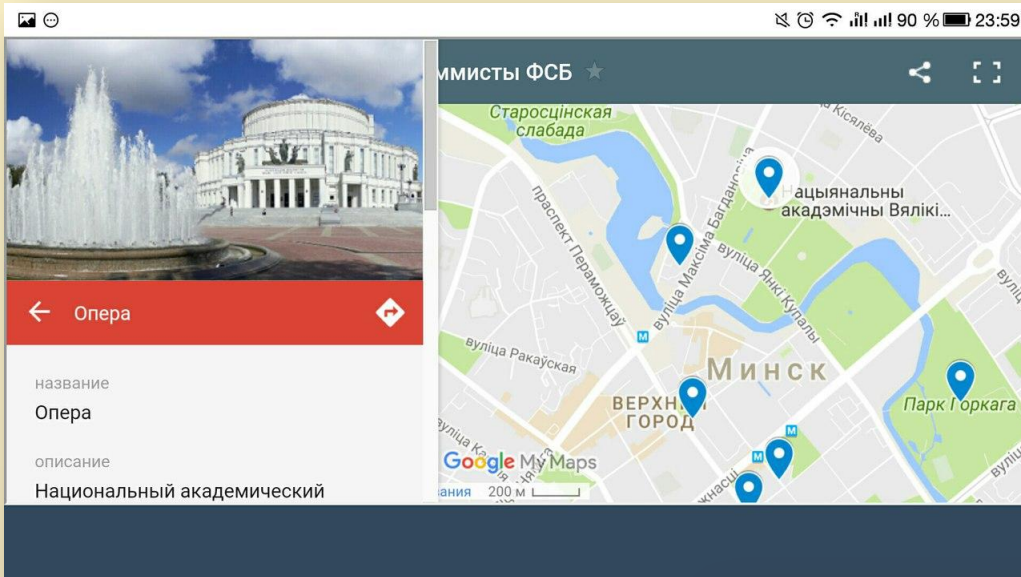 90 % 23:59
ммисты ФСБ
Опера
название
Опера
описание
Национальный академический
Старосцінская
слабада
Кісялёва
праспект Пераможцаў
вуліца Максіма Багдановіча
Нацыянальны
акадэмічны Вялікі...
вуліца Янкі Купалы
M
вуліца Ракаўская
Минск
ВЕРХНИЙ
ГОРОД
Парк Горкага
M
M
Google My Maps
200 м